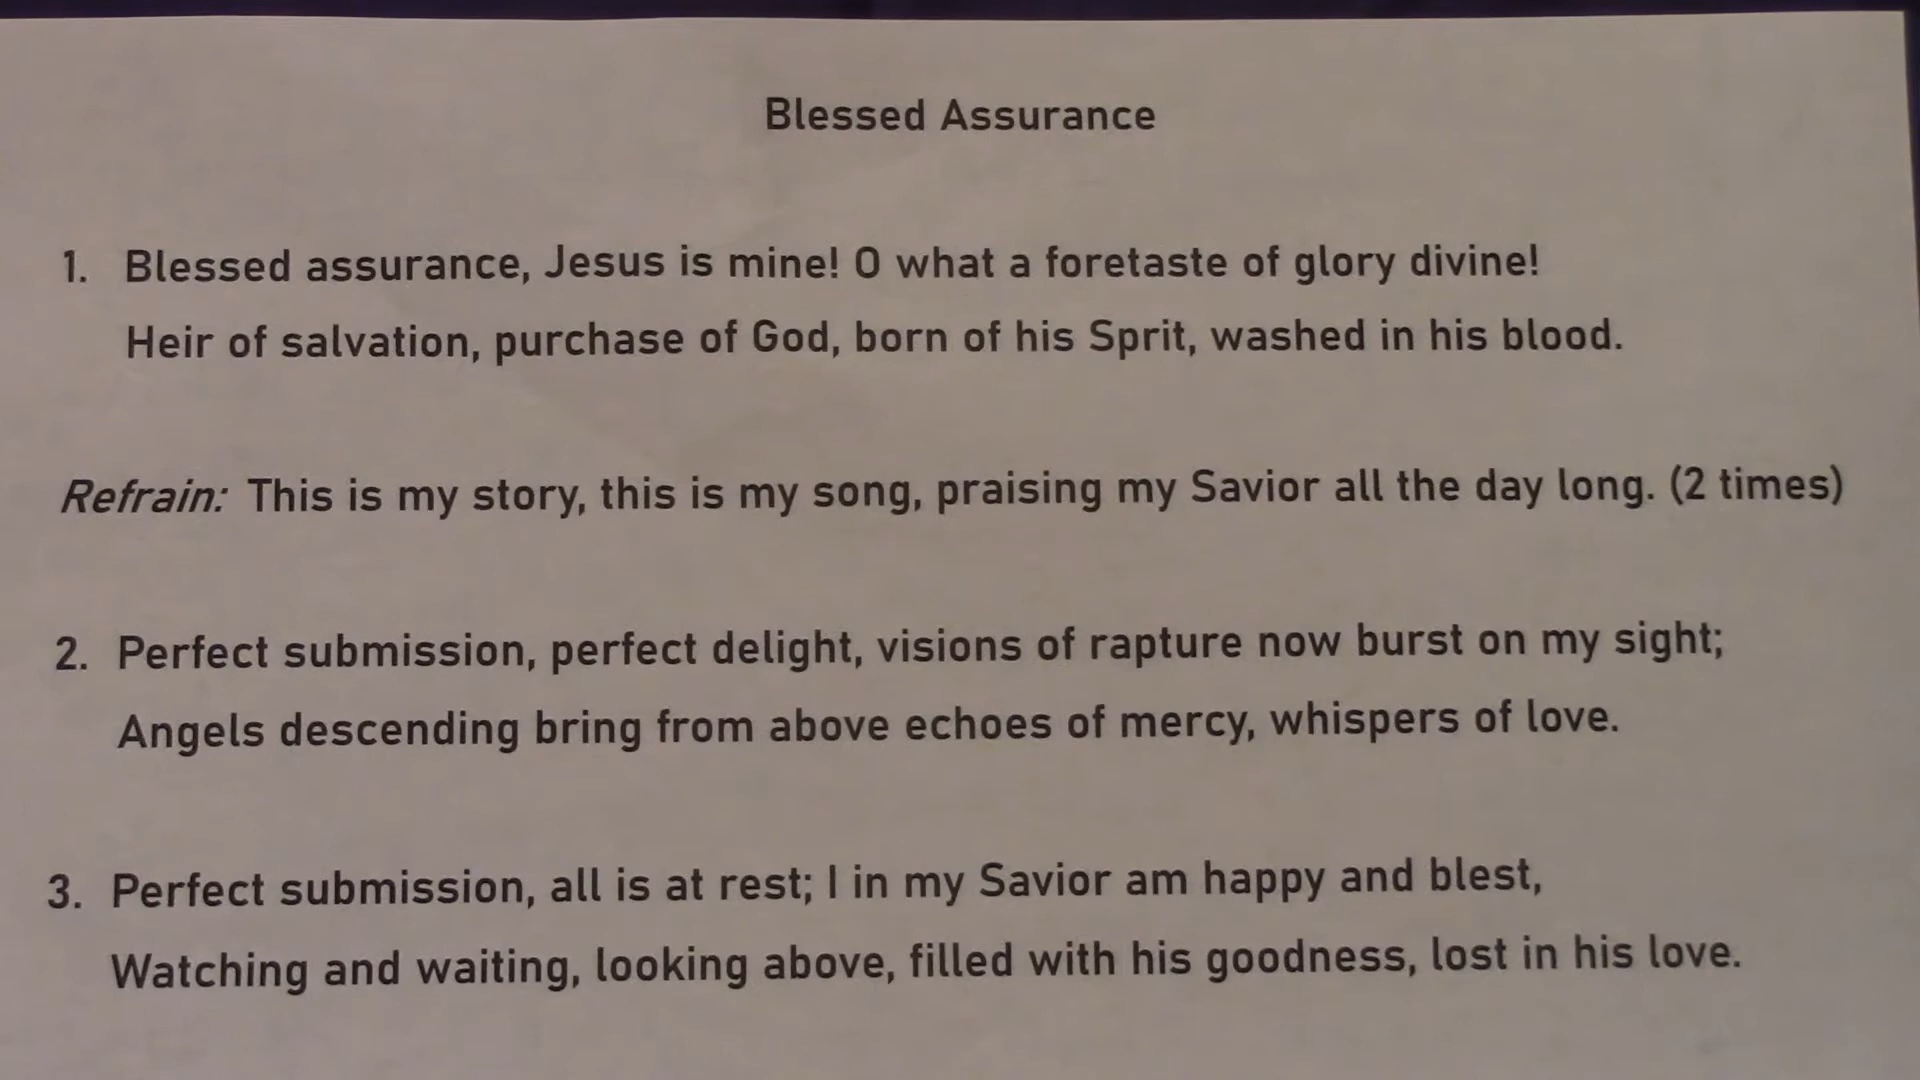 Blessed Assurance
1. Blessed assurance, Jesus is mine! O what a foretaste of glory divine!
Heir of salvation, purchase of God, born of his Sprit, washed in his blood.
Refrain: This is my story, this is my song, praising my Savior all the day long. (2 times)
2. Perfect submission, perfect delight, visions of rapture now burst on my sight;
Angels descending bring from above echoes of mercy, whispers of love.
3. Perfect submission, all is at rest; I in my Savior am happy and blest,
Watching and waiting, looking above, filled with his goodness, lost in his love.